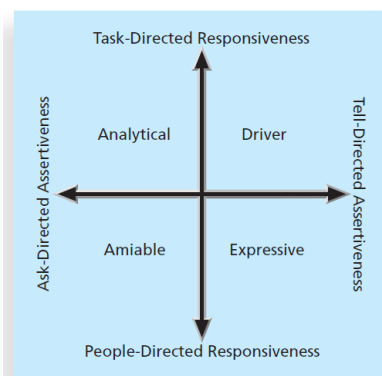 Task-Directed Responsiveness
Ask-Directed Assertiveness
Tell-Directed Assertiveness
Analytical
Driver
Amiable
Expressive
People-Directed Responsiveness